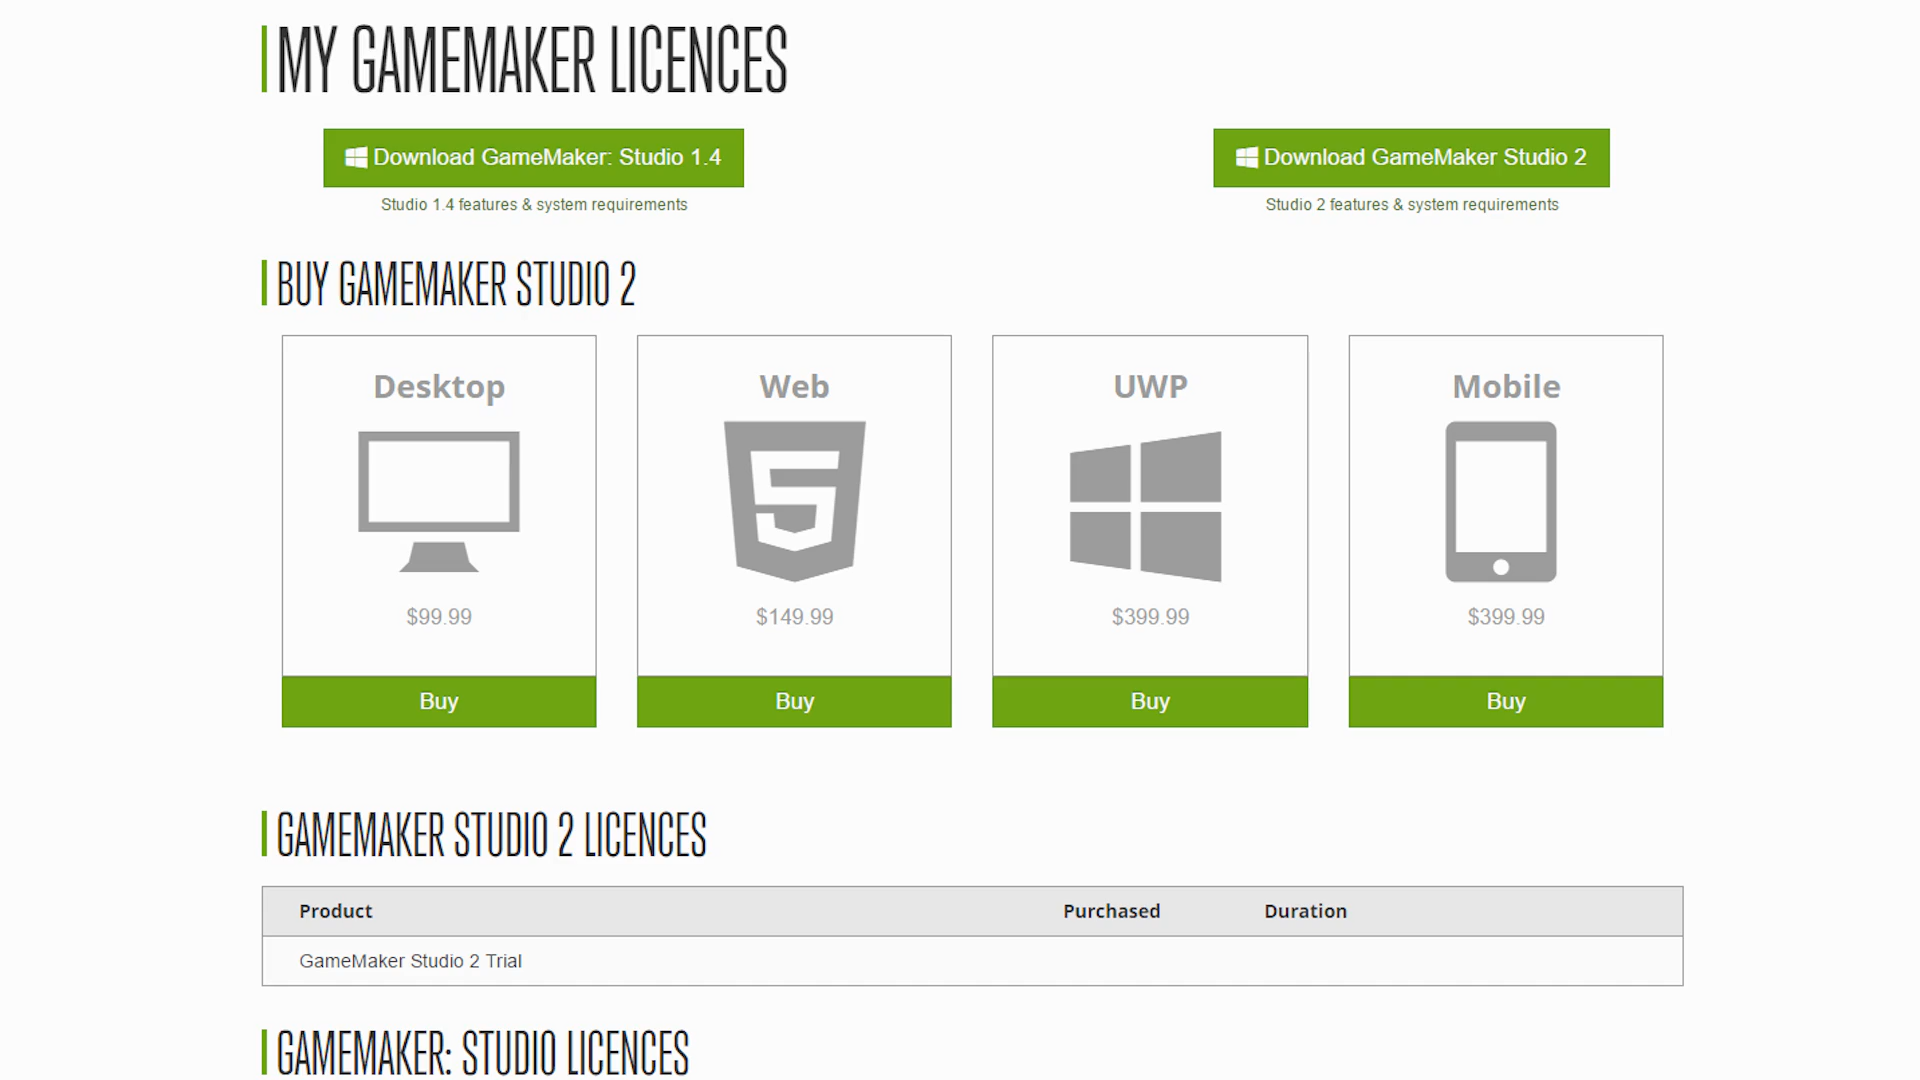 MY GAMEMAKER LICENCES
Download GameMaker: Studio 1.4
Download GameMaker Studio 2
Studio 1.4 features & system requirements
Studio 2 features & system requirements
BUY GAMEMAKER STUDIO 2
Desktop
Web
UWP
Mobile
$99.99
$149.99
$399.99
$399.99
Buy
Buy
Buy
Buy
GAMEMAKER STUDIO 2 LICENCES
Product Purchased Duration
GameMaker Studio 2 Trial
GAMEMAKER: STUDIO LICENCES